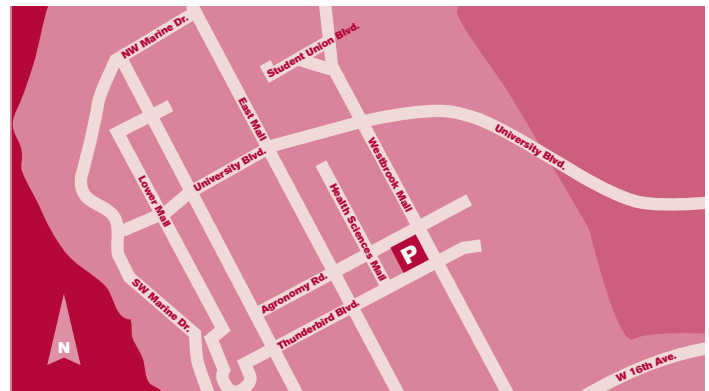 NW Marine Dr.
Student Union Blvd.
East Mall
University Blvd.
Westbrook Mall
University Blvd.
Lower Mall
Health Sciences Mall
P
Agronomy Rd.
SW Marine Dr.
Thunderbird Blvd.
N
W 16th Ave.